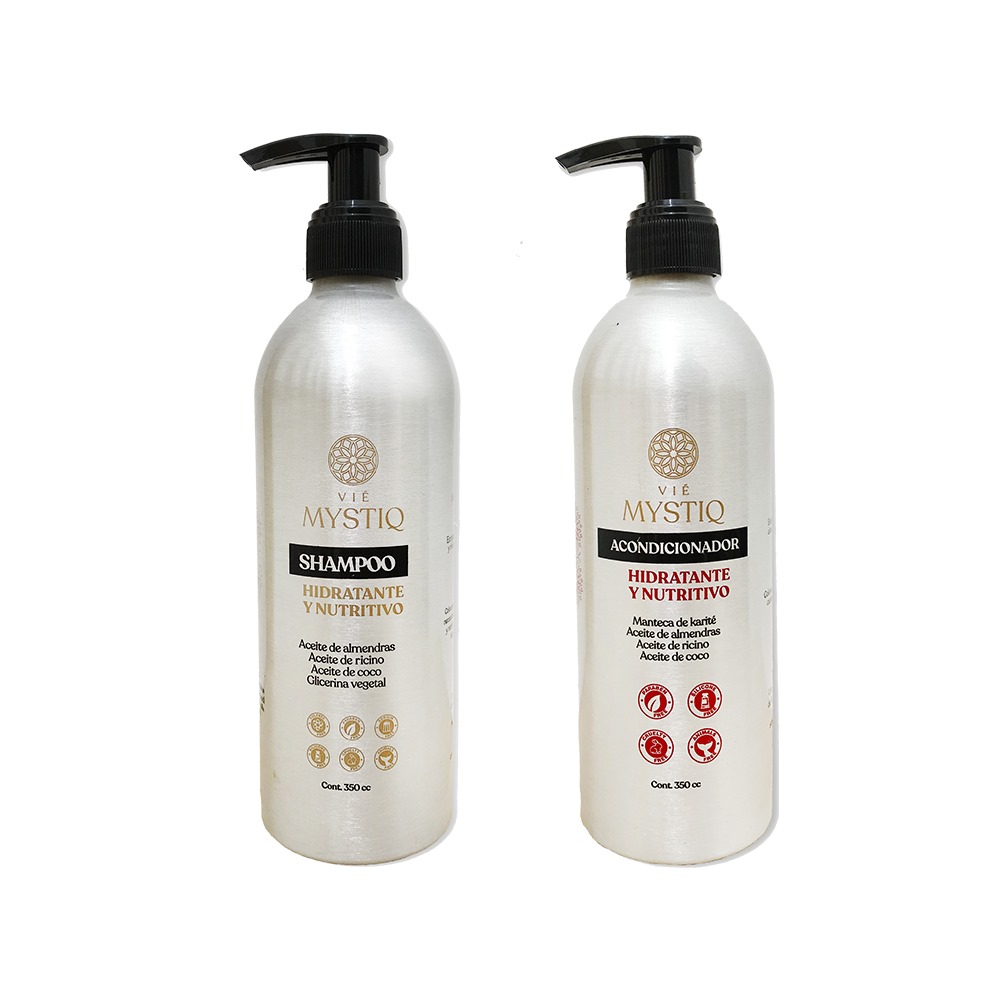 VIÉ
MYSTIQ
SHAMPOO
HIDRATANTE
Y NUTRITIVO
Aceite de almendras
Aceite de ricino
Aceite de coco
Glicerina vegetal
Cont. 350 cc
VIÉ
MYSTIQ
ACONDICIONADOR
HIDRATANTE
Y NUTRITIVO
Manteca de karité
Aceite de almendras
Aceite de ricino
Aceite de coco
PARABEN
FREE
SILICONE
FREE
CRUELTY
FREE
FREE
Cont. 350 cc